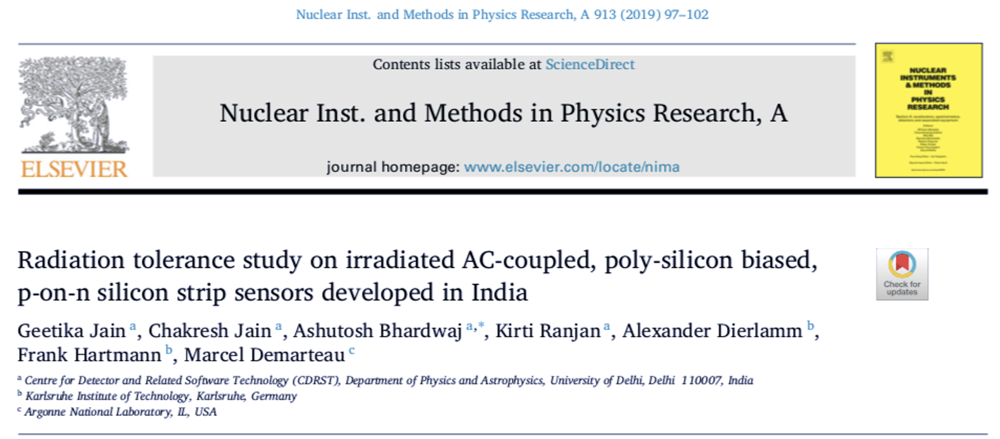 Nuclear Inst. and Methods in Physics Research, A 913 (2019) 97–102
Contents lists available at ScienceDirect
Nuclear Inst. and Methods in Physics Research, A
journal homepage: www.elsevier.com/locate/nima
ELSEVIER
NUCLEAR
INSTRUMENTS
& METHODS
IN
PHYSICS
RESEARCH
Radiation tolerance study on irradiated AC-coupled, poly-silicon biased,
p-on-n silicon strip sensors developed in India
Check for
updates
Geetika Jain a, Chakresh Jain a, Ashutosh Bhardwaj a,*, Kirti Ranjan a, Alexander Dierlamm b,
Frank Hartmann b, Marcel Demarteau c
a Centre for Detector and Related Software Technology (CDRST), Department of Physics and Astrophysics, University of Delhi, Delhi 110007, India
b Karlsruhe Institute of Technology, Karlsruhe, Germany
c Argonne National Laboratory, IL, USA